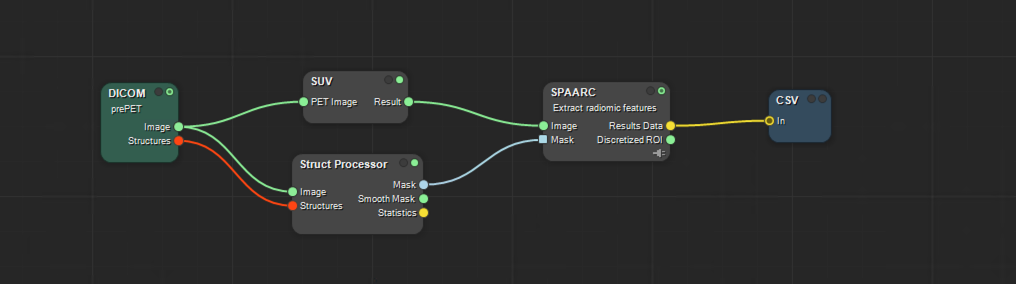 DICOM
prePET
Image
Structures
SUV
PET Image Result
Struct Processor
Mask
Image
Smooth Mask
Structures
Statistics
SPAARC
Extract radiomic features
Image Results Data
Mask Discretized ROI
CSV
In